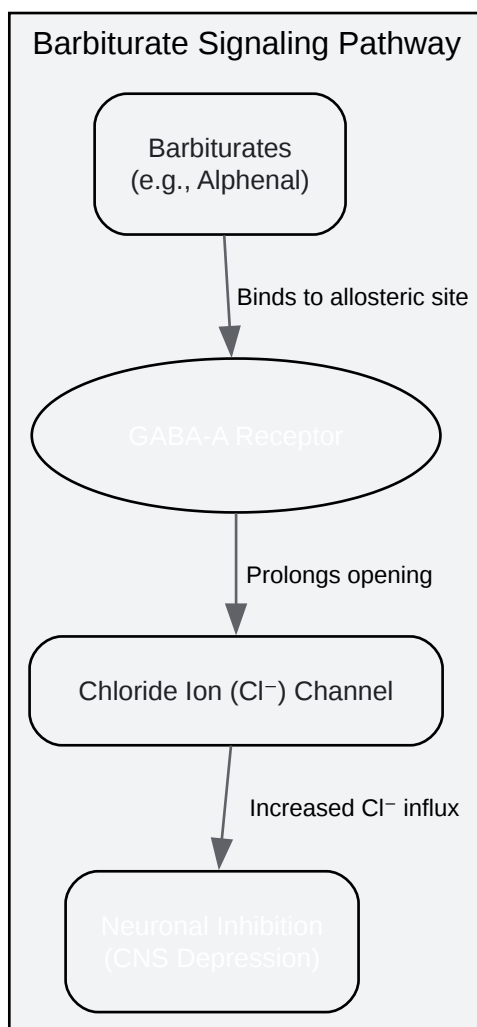 Barbiturate Signaling Pathway
Barbiturates
(e.g., Alphenal)
Binds to allosteric site
GABA-A Receptor
Prolongs opening
Chloride Ion (Cl⁻) Channel
Increased Cl⁻ influx
Neuronal Inhibition
(CNS Depression)